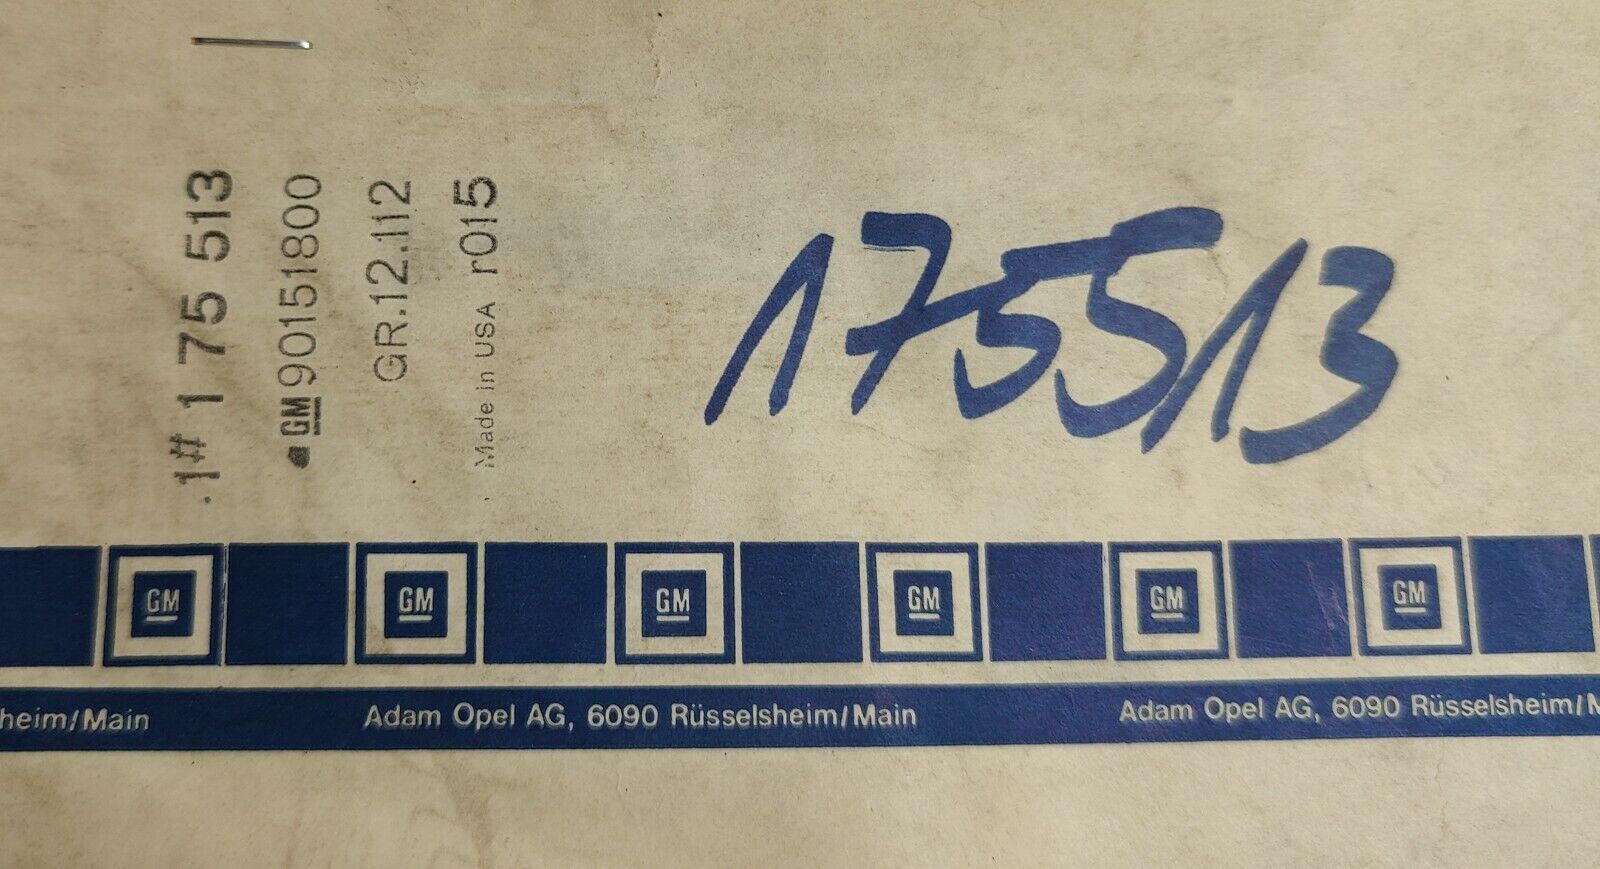 .1# 1 75 513
GM 90151800
GR.12.112
Made in USA r015
175513
GM GM GM GM GM GM
heim/Main Adam Opel AG, 6090 Rüsselsheim/Main Adam Opel AG, 6090 Rüsselsheim/M